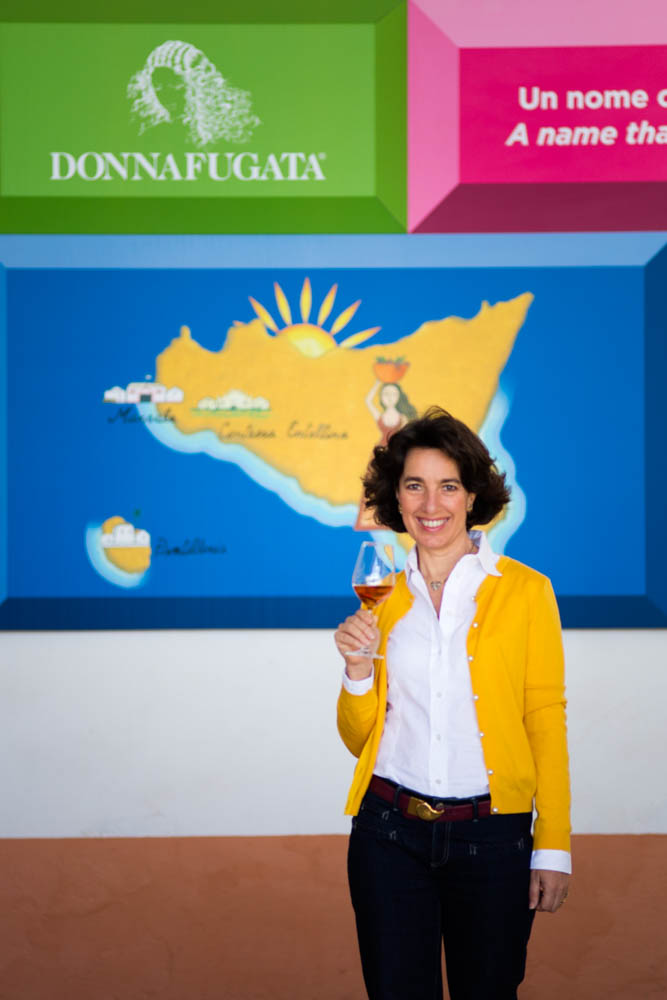 DONNAFUGATA®
Un nome
A name tha
Marsala
Contessa Entellina
Pantelleria